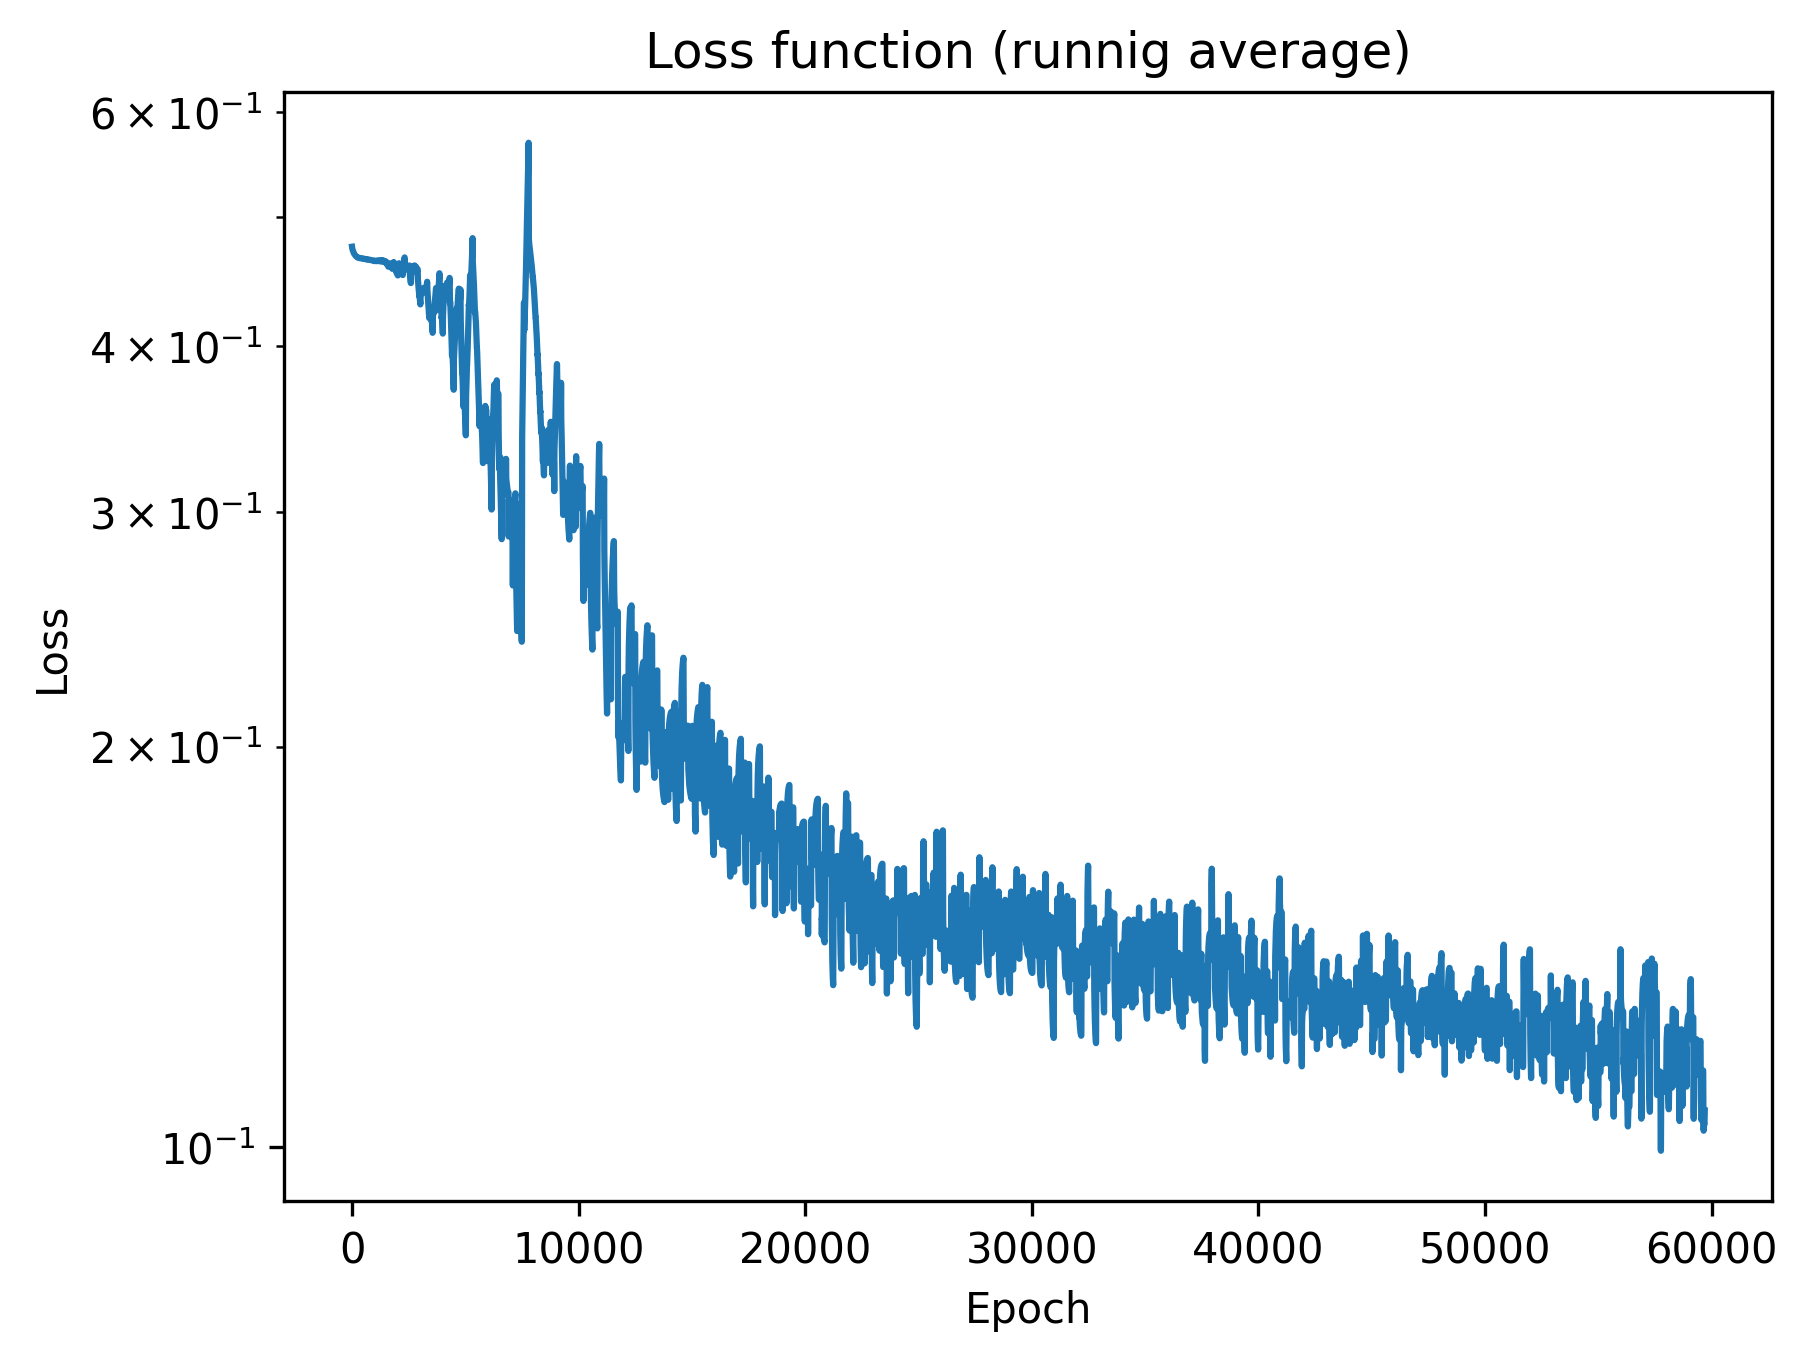 Loss function (runnig average)
6 × 10⁻¹
4 × 10⁻¹
3 × 10⁻¹
2 × 10⁻¹
10⁻¹
Loss
0 10000 20000 30000 40000 50000 60000
Epoch